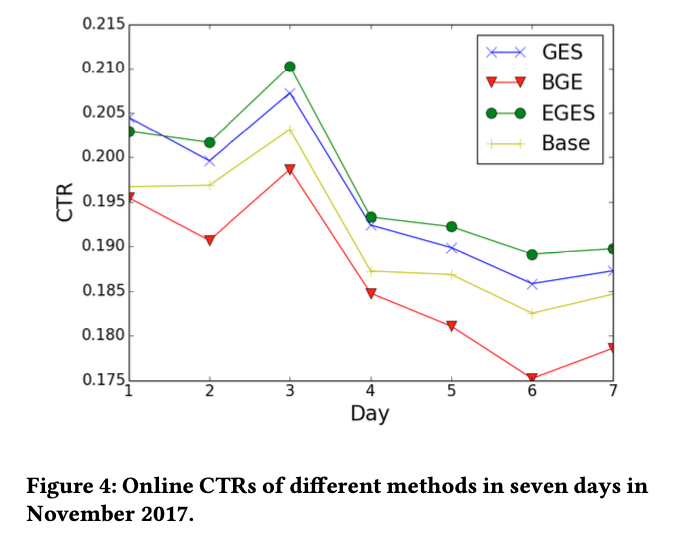 0.215
0.210
0.205
0.200
0.195
0.190
0.185
0.180
0.175
CTR
GES
BGE
EGES
Base
1 2 3 4 5 6 7
Day
Figure 4: Online CTRs of different methods in seven days in
November 2017.